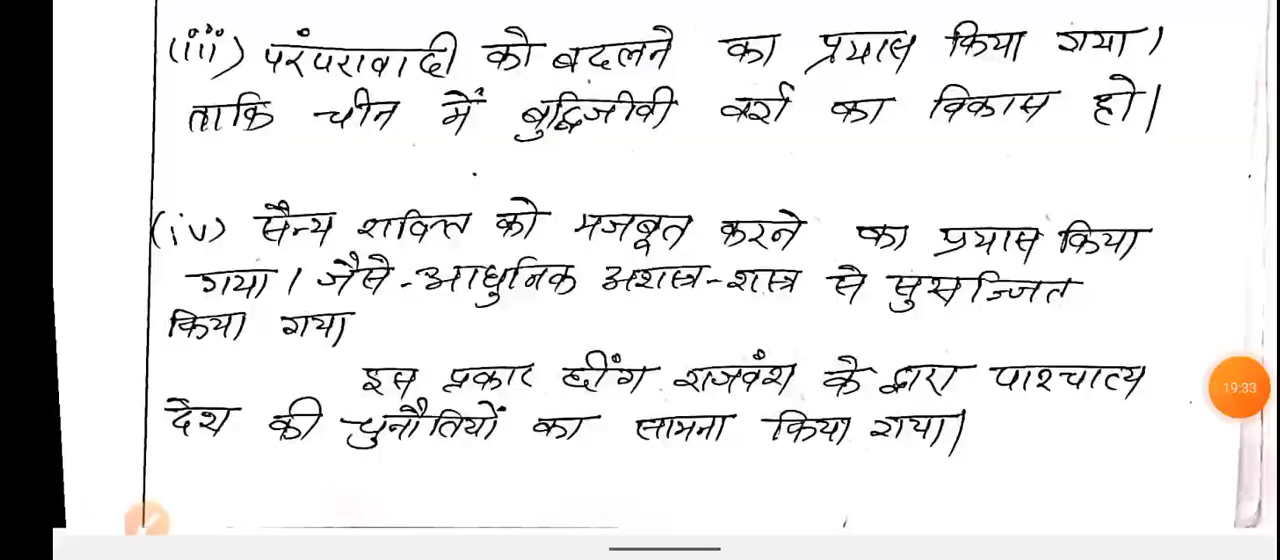 (iii) परंपरावादी को बदलने का प्रयास किया गया।
ताकि चीन में बुद्धिजीवी वर्ग का विकास हो।
(iv) सैन्य शक्ति को मजबूत करने का प्रयास किया
गया। जैसे-आधुनिक अशस्त्र-शस्त्र से सुसज्जित
किया गया
इस प्रकार छींग राजवंश के द्वारा पाश्चात्य
देश की चुनौतियों का सामना किया गया।
19:33